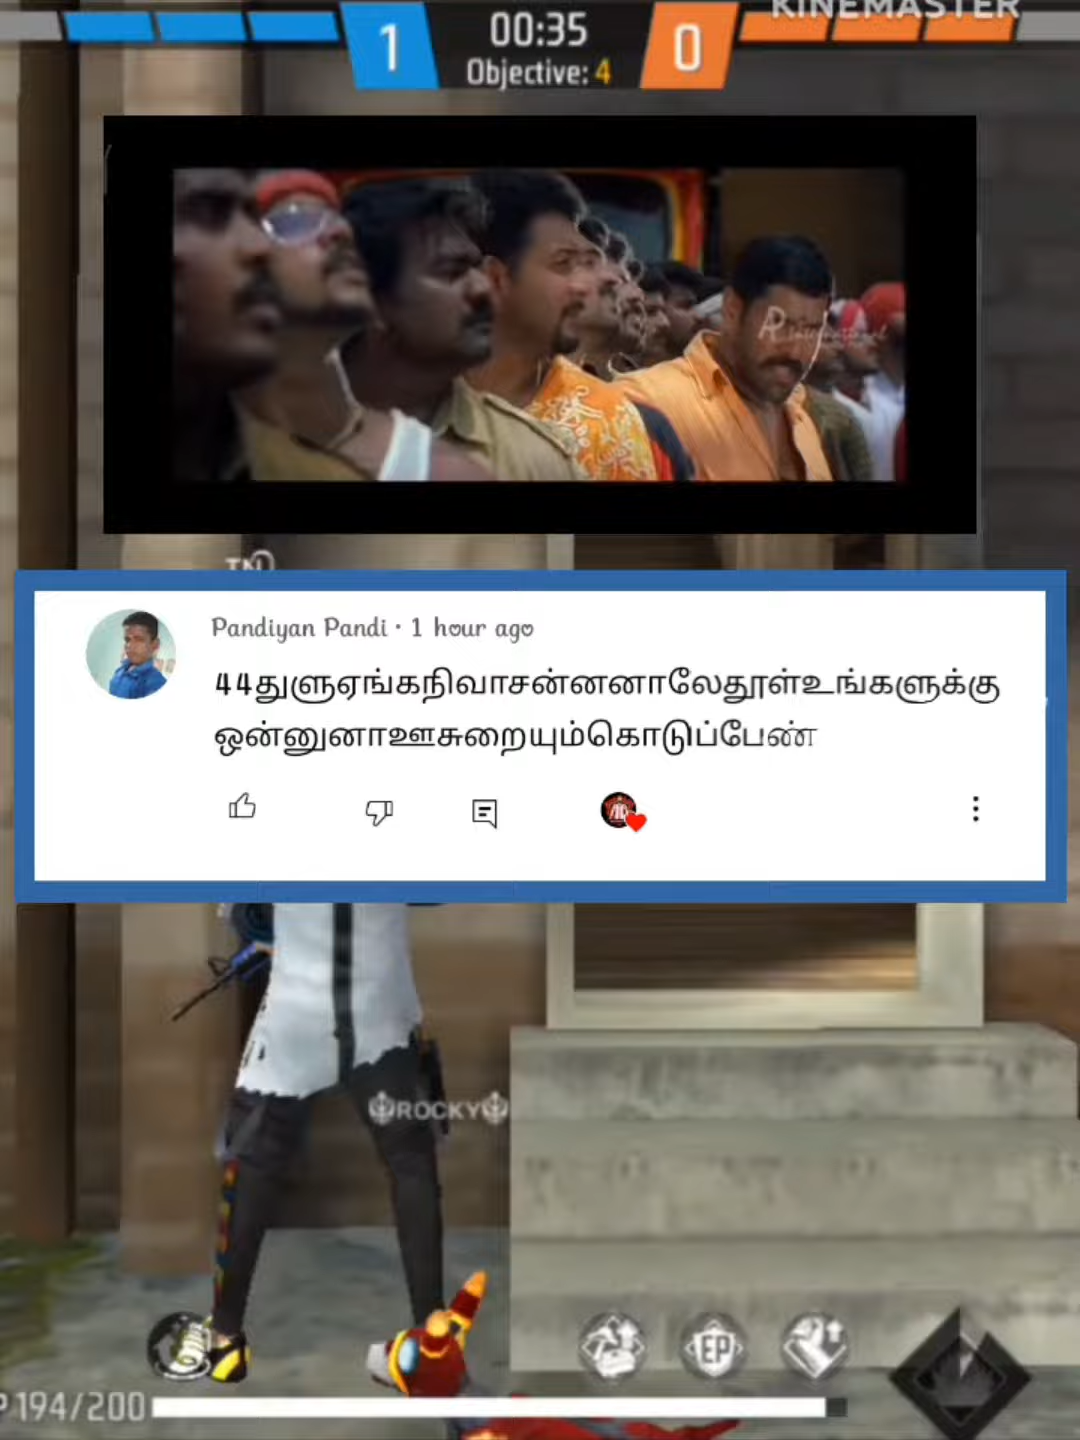 KINEMASTER
1
00:35
0
Objective: 4
Pandiyan Pandi · 1 hour ago
44துளுஏங்கநிவாசன்னனாலேதூள்உங்களுக்கு
ஒன்னுனாஊசுறையும்கொடுப்பேண்
ROCKY
EP
194/200